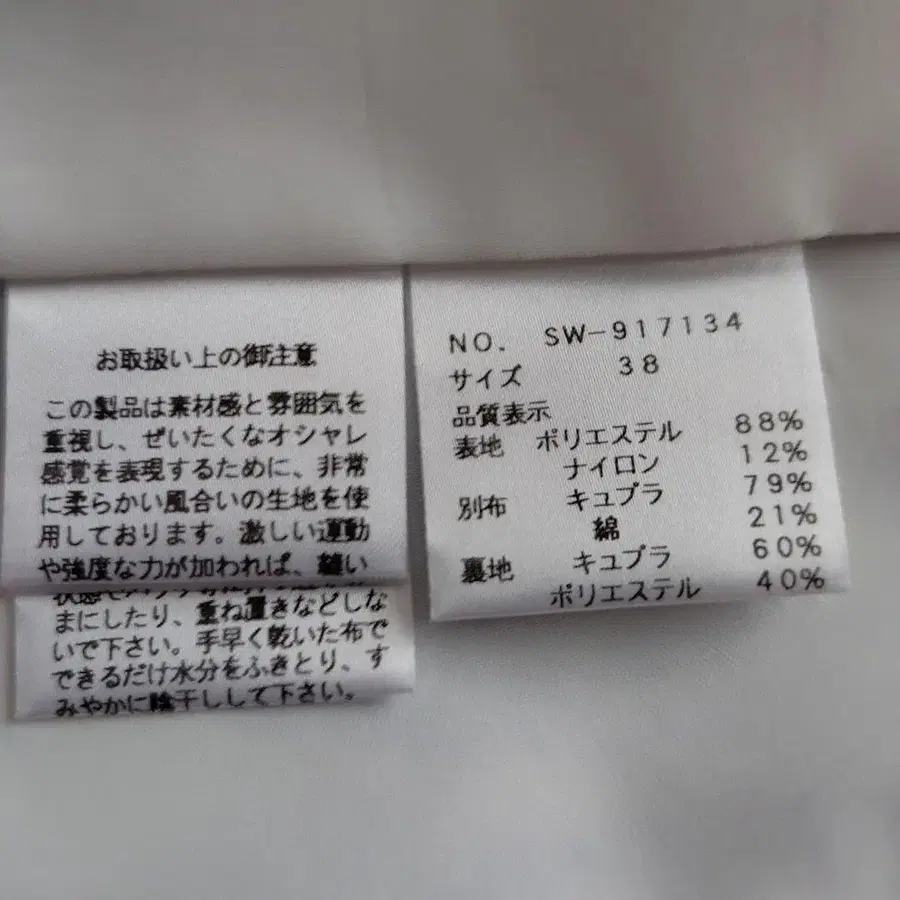 お取扱い上の御注意
この製品は素材感と雰囲気を
重視し、ぜいたくなオシャレ
感覚を表現するために、非常
に柔らかい風合いの生地を使
用しております。激しい運動
や強度な力が加われば、縫い
まにしたり、重ね置きなどしな
いで下さい。手早く乾いた布で
できるだけ水分をふきとり、す
みやかに陰干しして下さい。
NO. SW-917134
サイズ 38
品質表示
表地 ポリエステル 88%
ナイロン 12%
別布 キュプラ 79%
綿 21%
裏地 キュプラ 60%
ポリエステル 40%